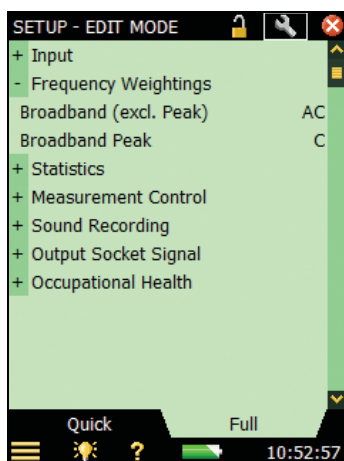 SETUP - EDIT MODE
+ Input
- Frequency Weightings
Broadband (excl. Peak) AC
Broadband Peak C
+ Statistics
+ Measurement Control
+ Sound Recording
+ Output Socket Signal
+ Occupational Health
Quick Full
? 10:52:57